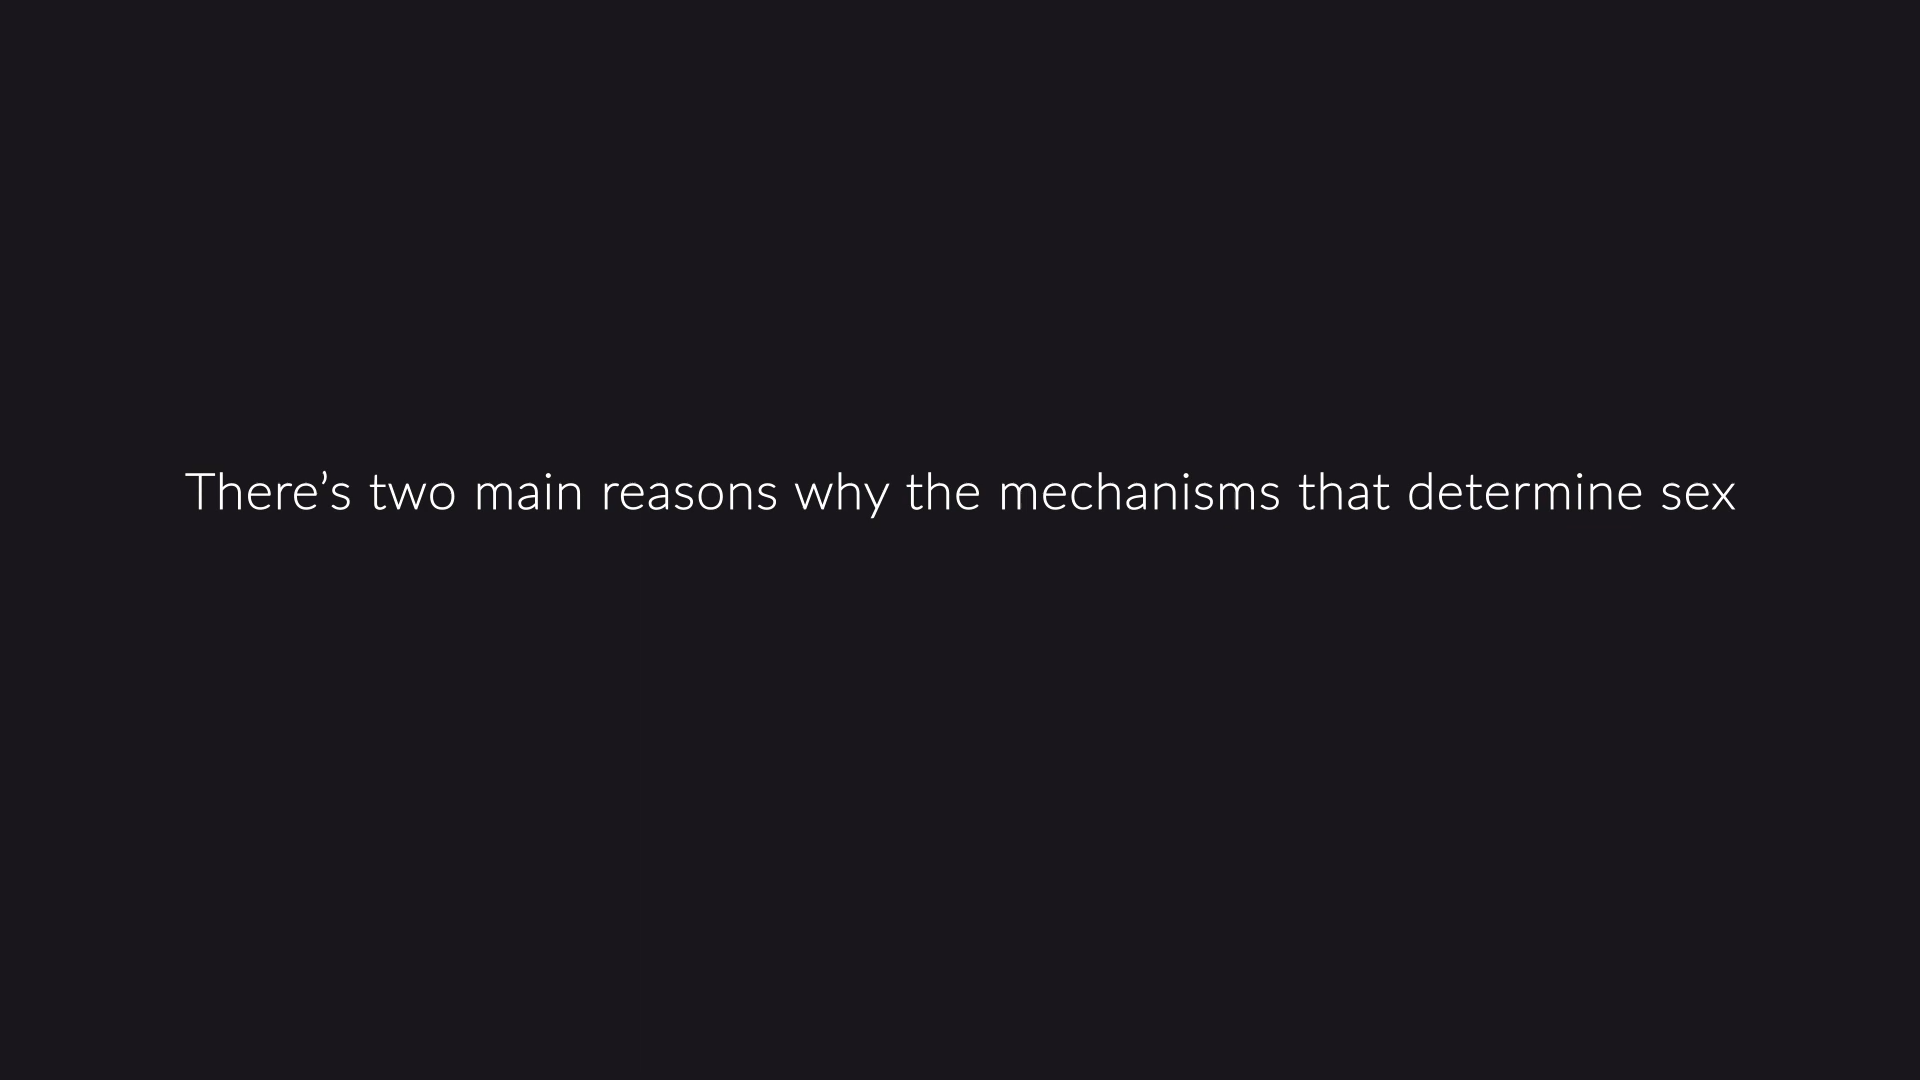 There’s two main reasons why the mechanisms that determine sex